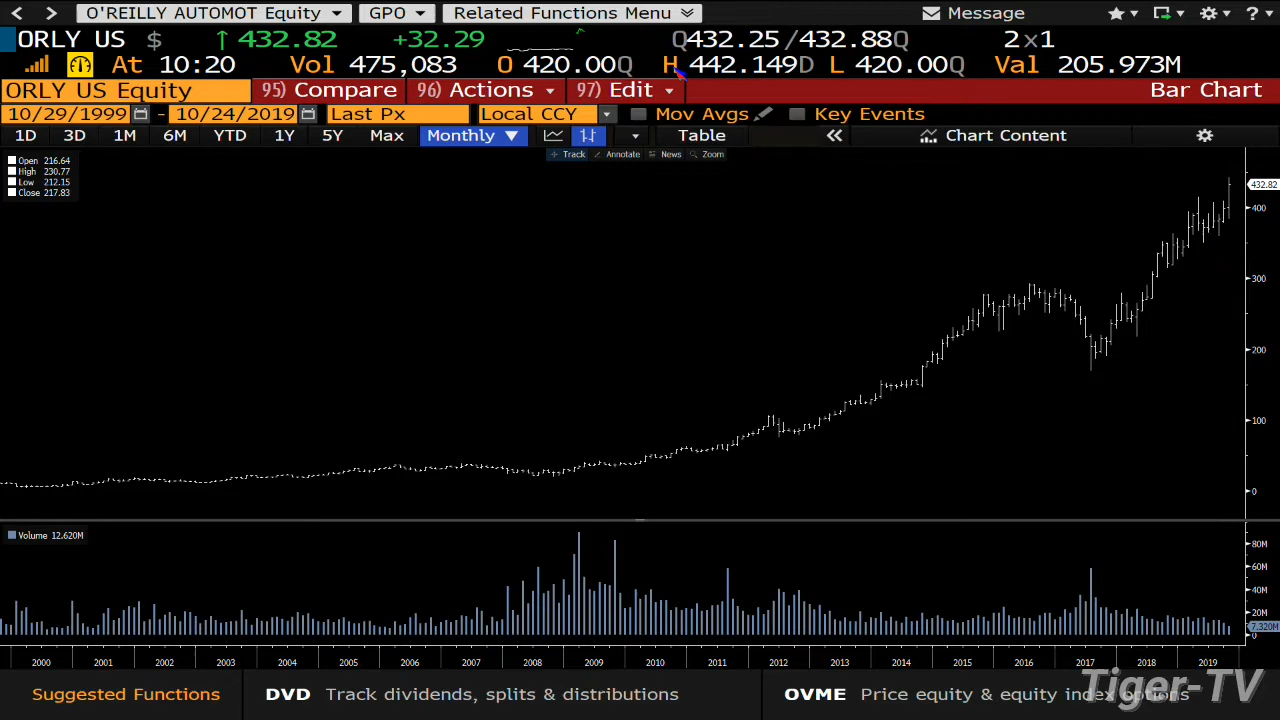 O'REILLY AUTOMOT Equity GPO Related Functions Menu Message ?
ORLY US $ ↑ 432.82 +32.29 Q432.25 /432.88Q 2×1
At 10:20 Vol 475,083 O 420.00Q H 442.149D L 420.00Q Val 205.973M
ORLY US Equity 95) Compare 96) Actions 97) Edit Bar Chart
10/29/1999 - 10/24/2019 Last Px Local CCY Mov Avgs Key Events
1D 3D 1M 6M YTD 1Y 5Y Max Monthly ▼ Table « Chart Content
Track Annotate News Zoom
Open 216.64
High 230.77
Low 212.15
Close 217.83
432.82
400
300
200
100
0
Volume 12.620M
80M
60M
40M
20M
7.320M
0
2000 2001 2002 2003 2004 2005 2006 2007 2008 2009 2010 2011 2012 2013 2014 2015 2016 2017 2018 2019
Suggested Functions DVD Track dividends, splits & distributions OVME Price equity & equity index options
Tiger-TV